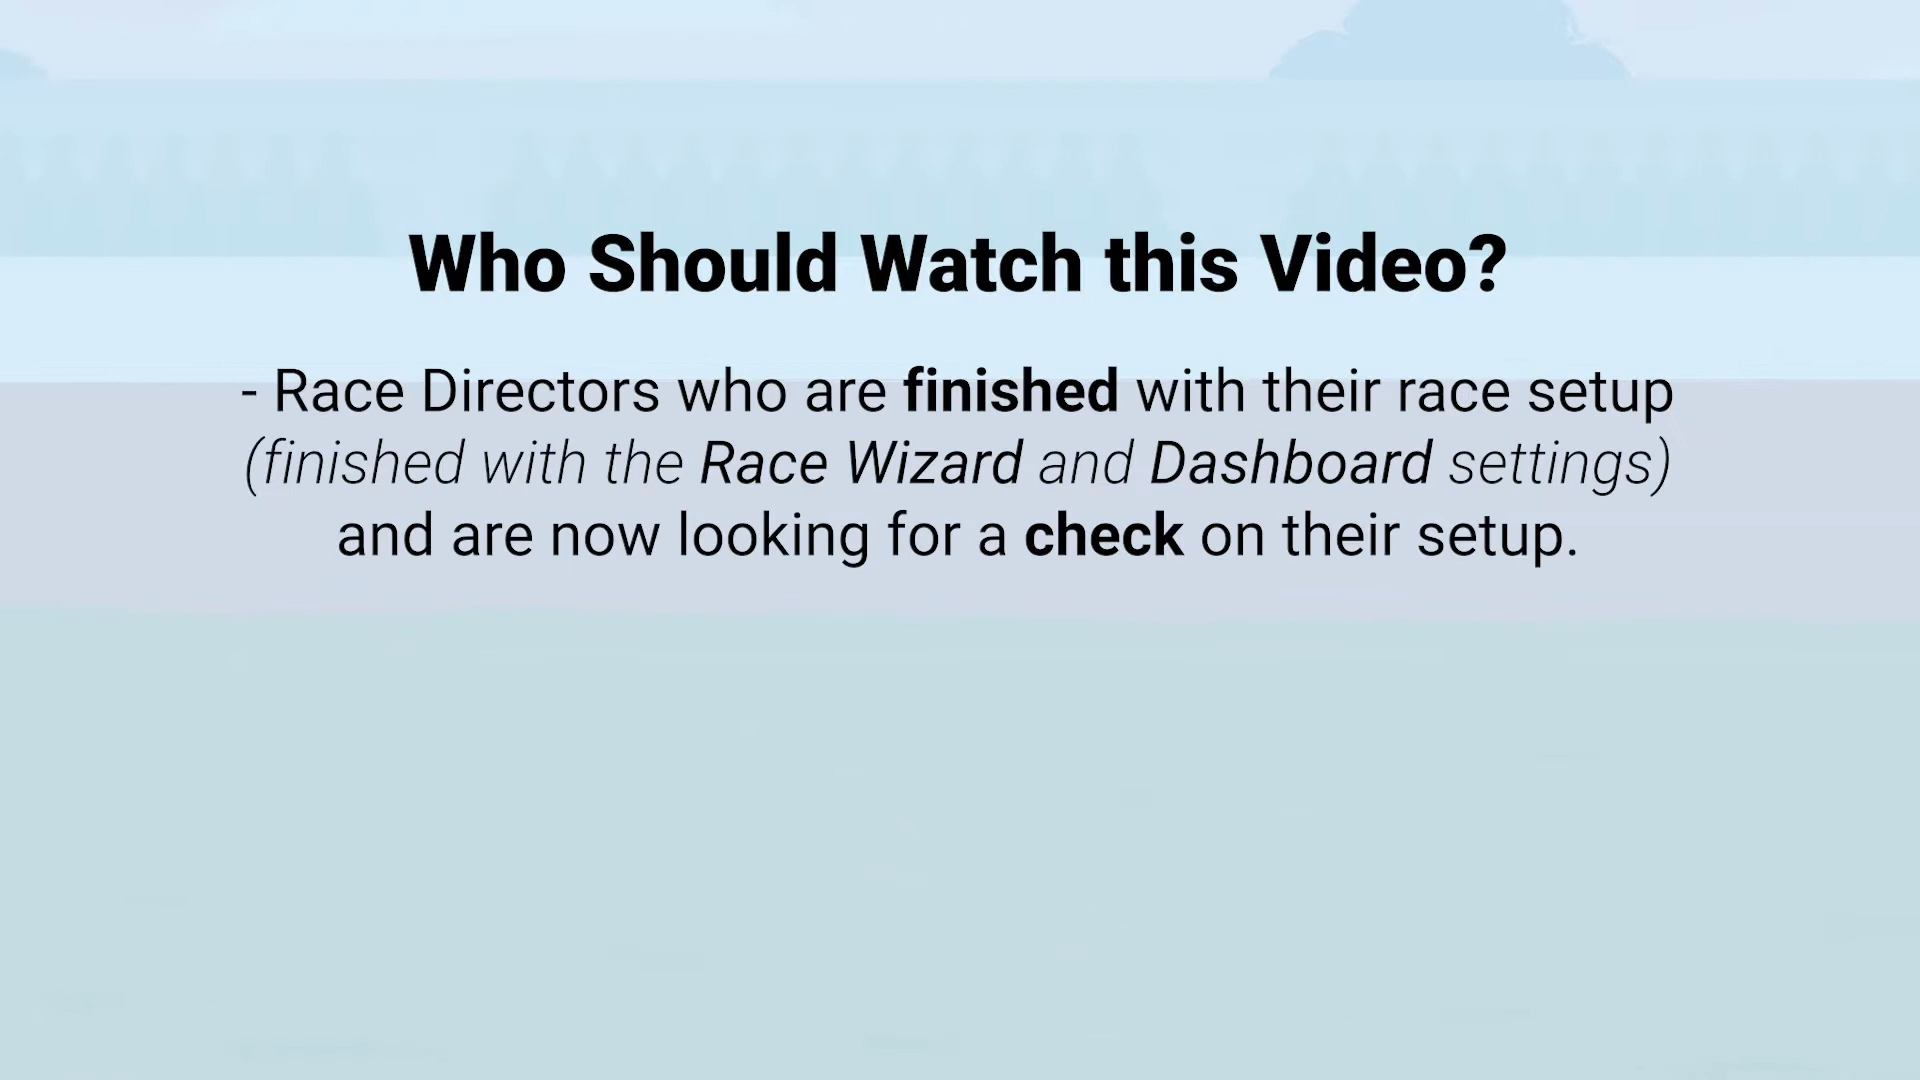 Who Should Watch this Video?
- Race Directors who are finished with their race setup
(finished with the Race Wizard and Dashboard settings)
and are now looking for a check on their setup.